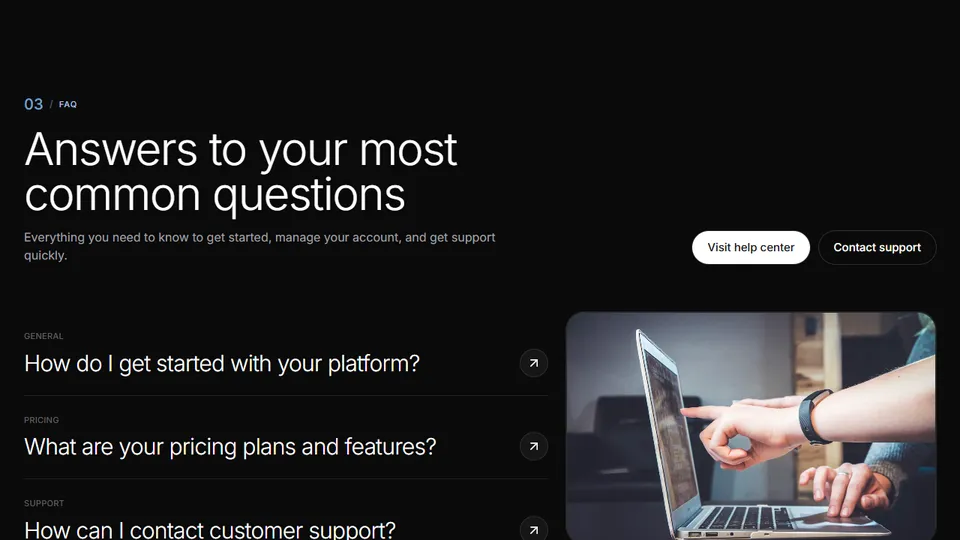 03 / FAQ
Answers to your most
common questions
Everything you need to know to get started, manage your account, and get support
quickly.
Visit help center
Contact support
GENERAL
How do I get started with your platform?
PRICING
What are your pricing plans and features?
SUPPORT
How can I contact customer support?